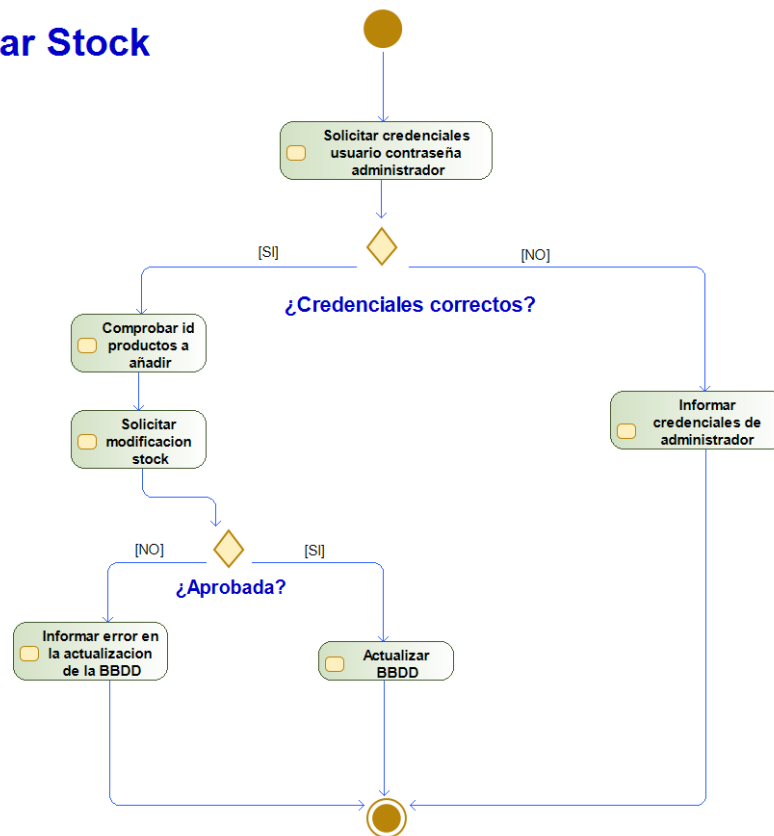 ar Stock
Solicitar credenciales
usuario contraseña
administrador
[SI]
[NO]
¿Credenciales correctos?
Comprobar id
productos a
añadir
Informar
credenciales de
administrador
Solicitar
modificacion
stock
[NO]
[SI]
¿Aprobada?
Informar error en
la actualizacion
de la BBDD
Actualizar
BBDD